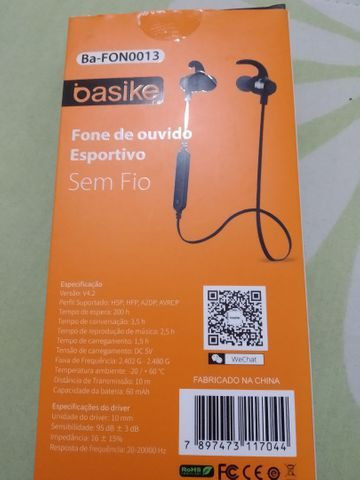 Ba-FON0013
basike
Fone de ouvido
Esportivo
Sem Fio
Especificação
Versão: V4.2
Perfil Suportado: HSP, HFP, A2DP, AVRCP
Tempo de espera: 200 h
Tempo de conversação: 3,5 h
Tempo de reprodução de música: 2,5 h
Tempo de carregamento: 1,5 h
Tensão de carregamento: DC 5V
Faixa de Frequência: 2.402 G - 2.480 G
Temperatura ambiente: -20 / + 60 °C
Distância de Transmissão: 10 m
Capacidade da bateria: 60 mAh
WeChat
Especificações do driver
Unidade do driver: 10 mm
Sensibilidade: 95 dB ± 3 dB
Impedância: 16 ± 15%
Resposta de frequência: 20-20000 Hz
FABRICADO NA CHINA
7 897473 117044
RoHS
FC CE